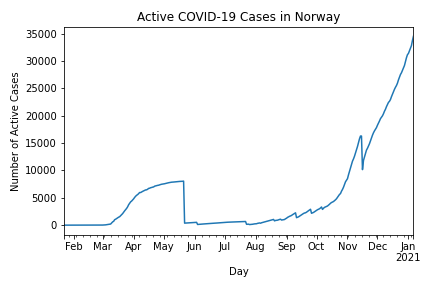 Active COVID-19 Cases in Norway
Number of Active Cases
35000
30000
25000
20000
15000
10000
5000
0
Feb Mar Apr May Jun Jul Aug Sep Oct Nov Dec Jan
2021
Day